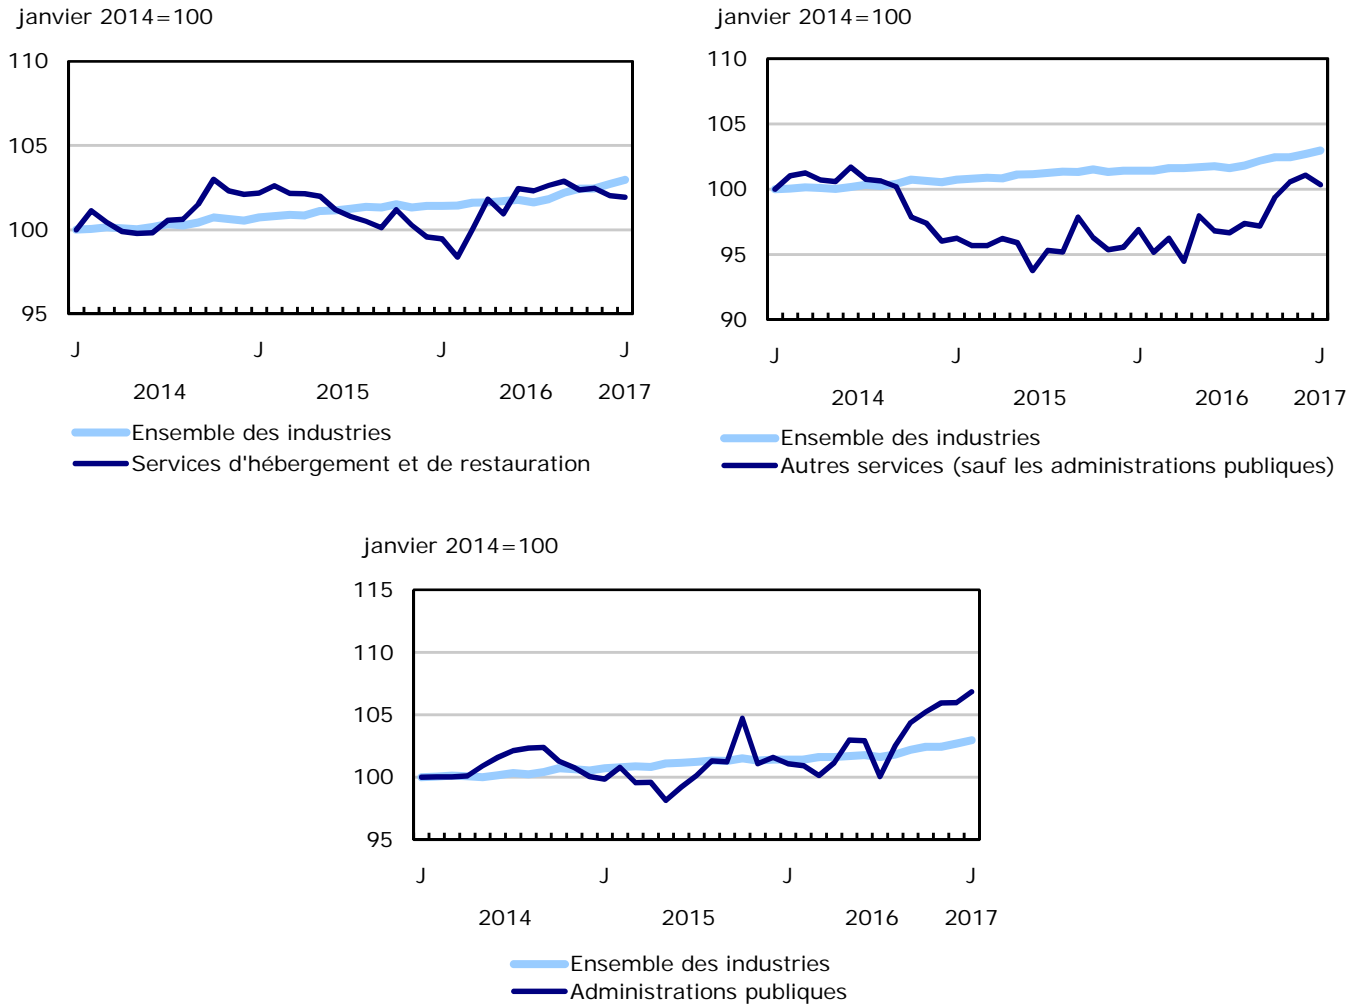 janvier 2014=100
110
105
100
95
J J J J
2014 2015 2016 2017
Ensemble des industries
Services d'hébergement et de restauration
janvier 2014=100
110
105
100
95
90
J J J J
2014 2015 2016 2017
Ensemble des industries
Autres services (sauf les administrations publiques)
janvier 2014=100
115
110
105
100
95
J J J J
2014 2015 2016 2017
Ensemble des industries
Administrations publiques